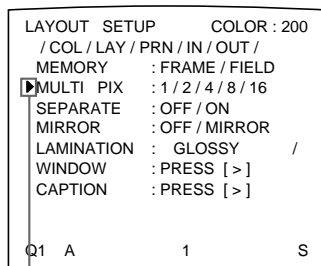 LAYOUT SETUP COLOR : 200
/ COL / LAY / PRN / IN / OUT /
MEMORY : FRAME / FIELD
MULTI PIX : 1 / 2 / 4 / 8 / 16
SEPARATE : OFF / ON
MIRROR : OFF / MIRROR
LAMINATION : GLOSSY /
WINDOW : PRESS [ > ]
CAPTION : PRESS [ > ]
Q1 A 1 S